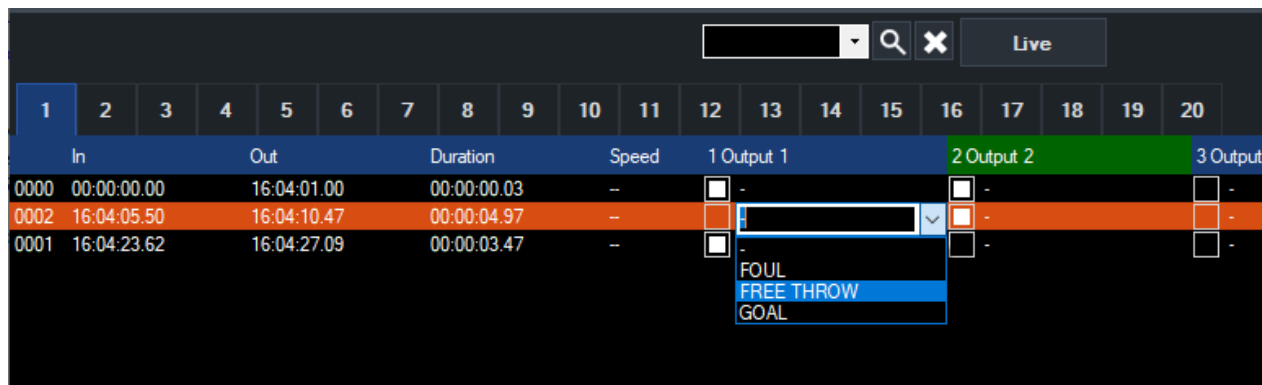 Live
1 2 3 4 5 6 7 8 9 10 11 12 13 14 15 16 17 18 19 20
In Out Duration Speed 1 Output 1 2 Output 2 3 Output
0000 00:00:00.00 16:04:01.00 00:00:00.03 -- - - -
0002 16:04:05.50 16:04:10.47 00:00:04.97 -- - - -
0001 16:04:23.62 16:04:27.09 00:00:03.47 -- - - -
FOUL
FREE THROW
GOAL